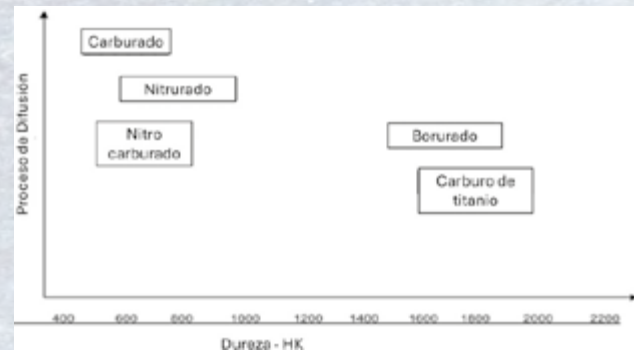 Proceso de Difusión
Carburado
Nitrurado
Nitro
carburado
Borurado
Carburo de
titanio
400 600 800 1000 1200 1400 1600 1800 2000 2200
Dureza - HK